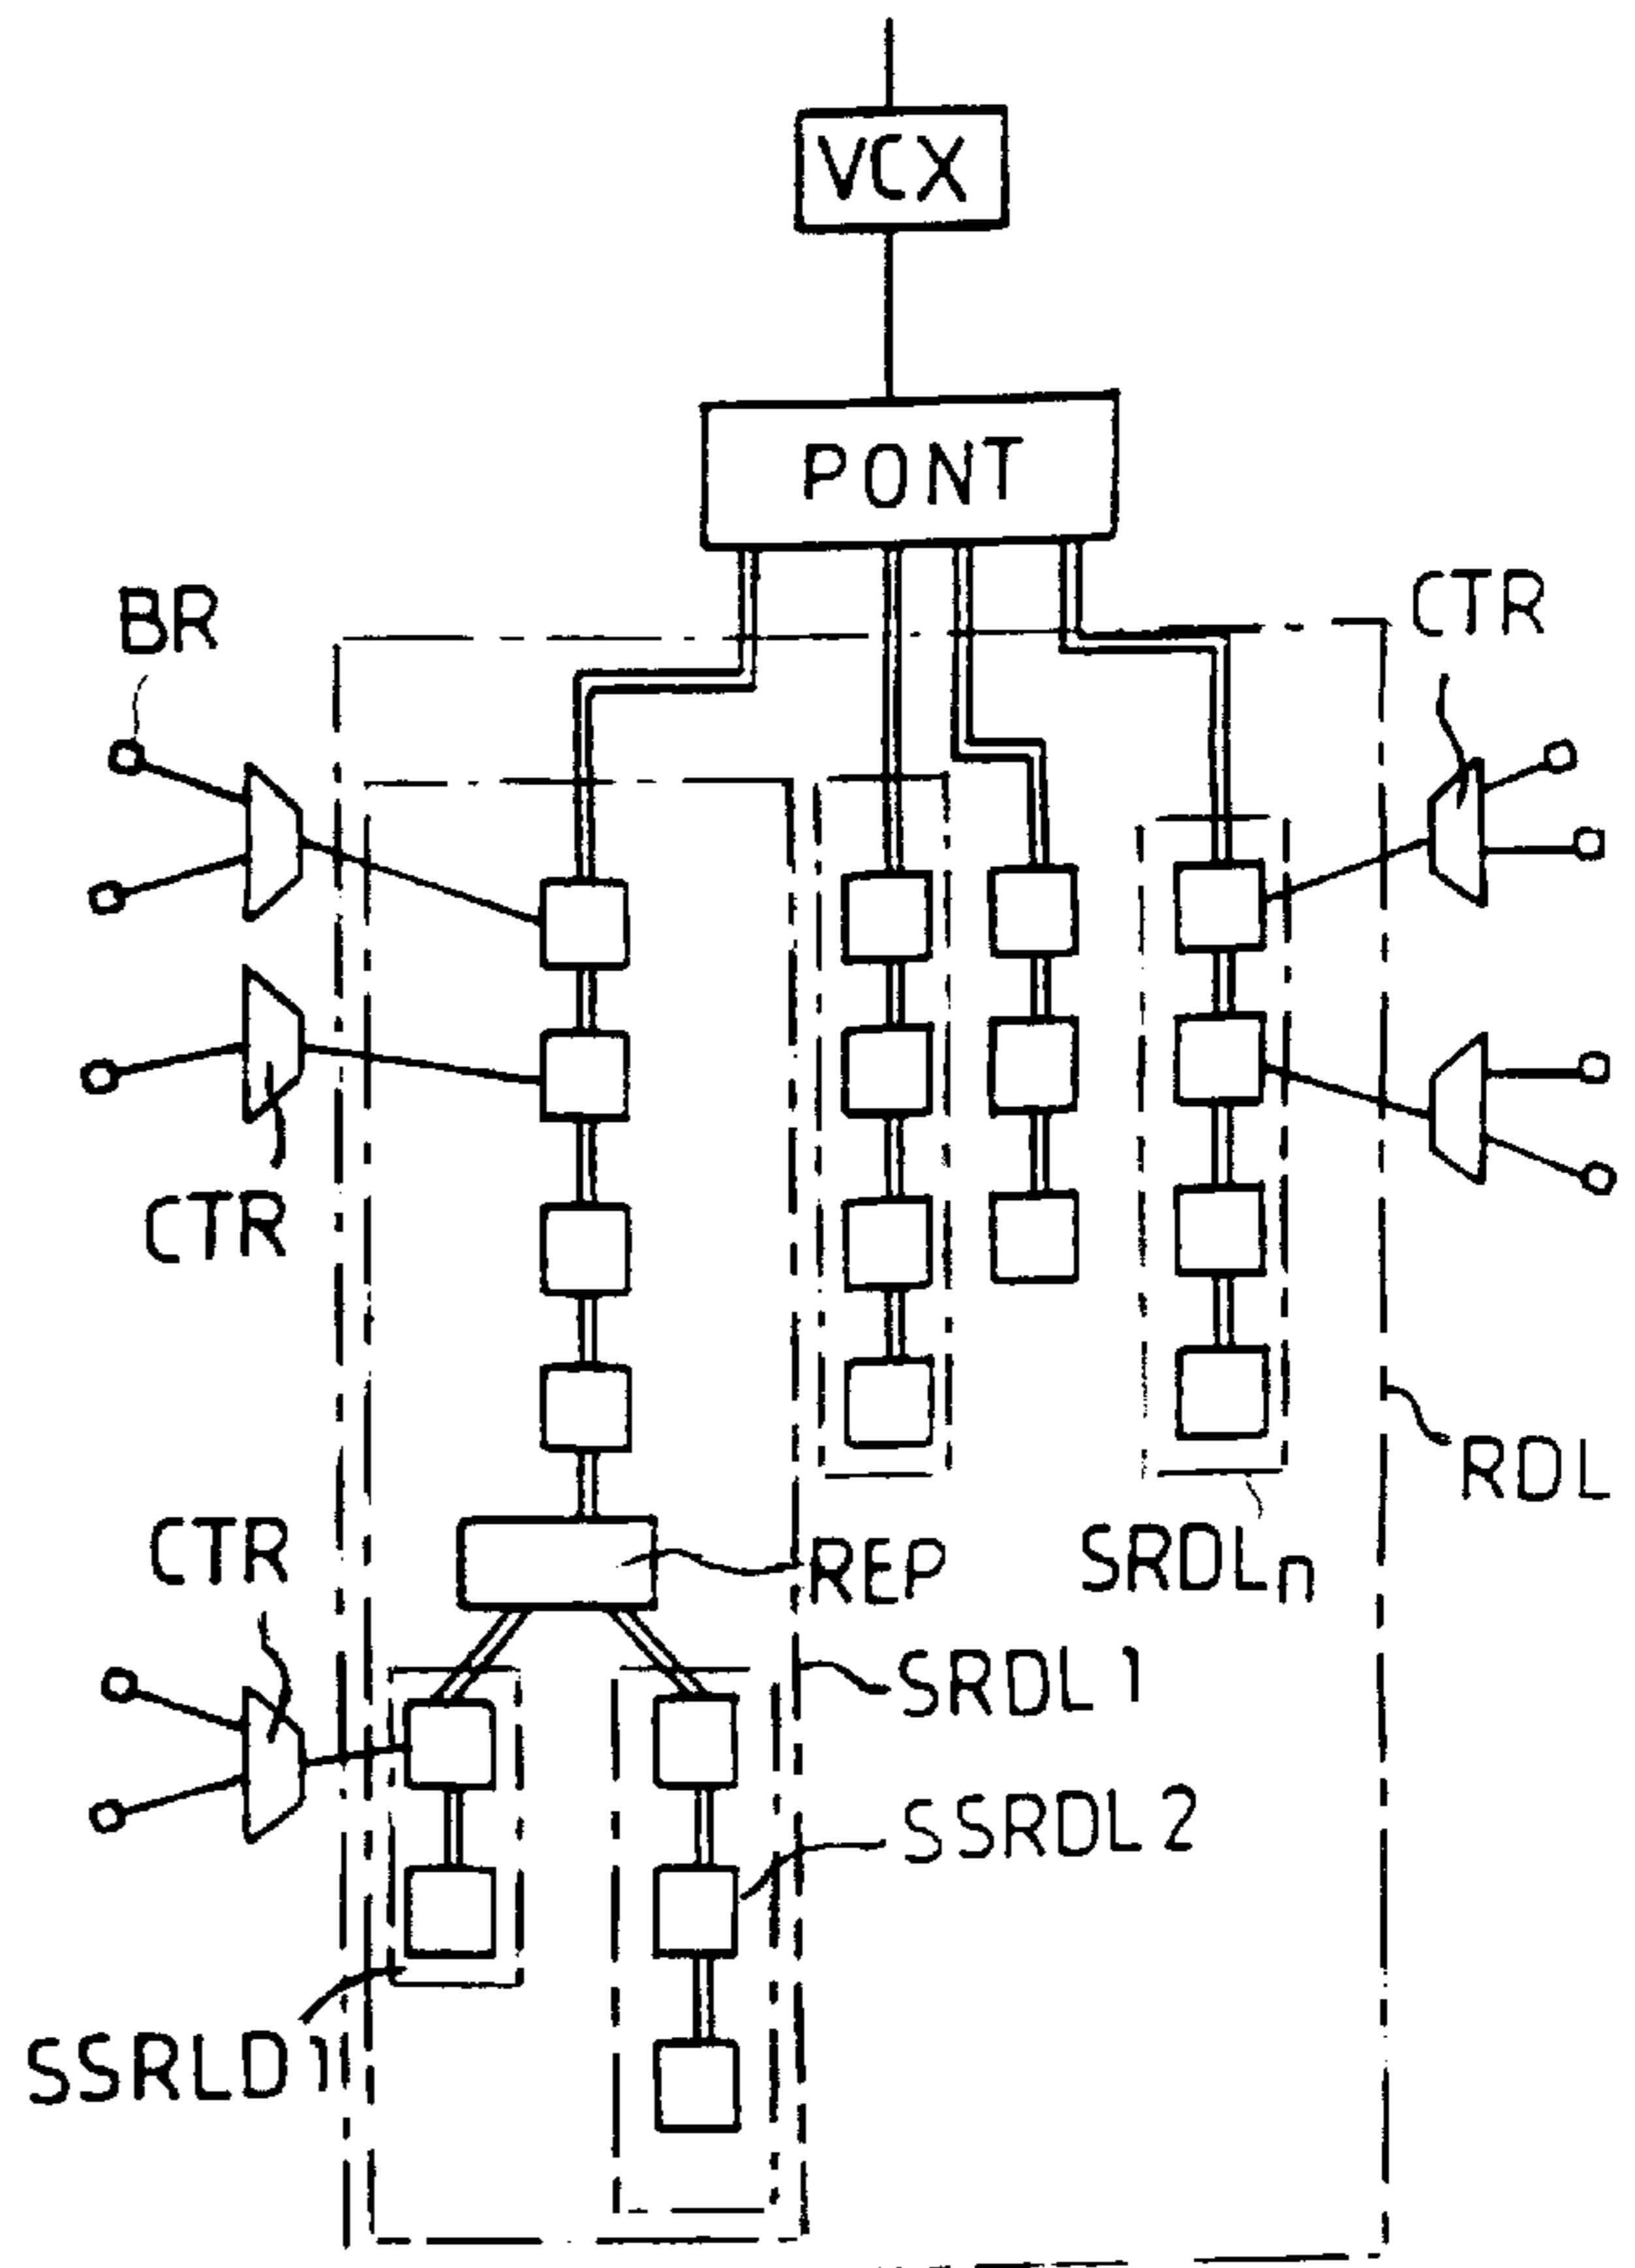 VCX
PONT
BR
CTR
CTR
RDL
CTR
REP
SRDLn
SRDL1
SSRDL2
SSRLD1